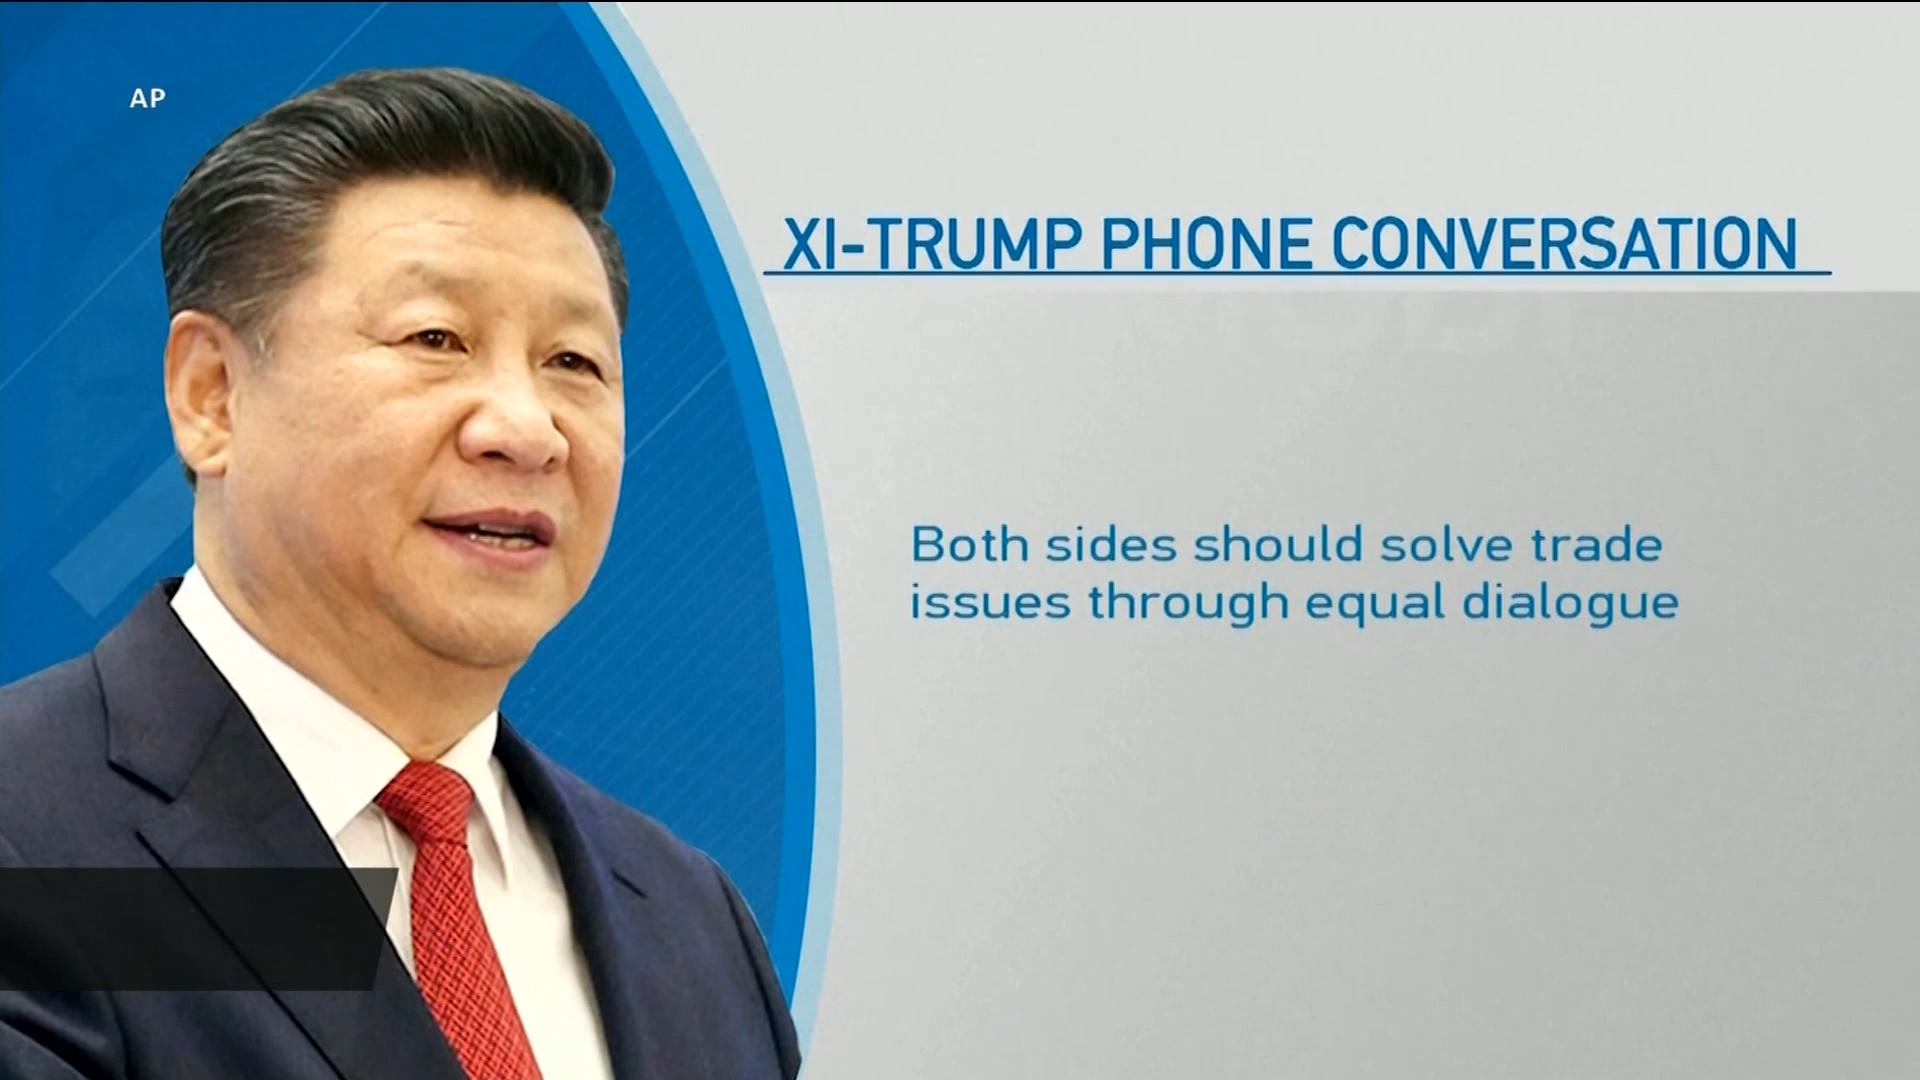 AP
XI-TRUMP PHONE CONVERSATION
Both sides should solve trade
issues through equal dialogue